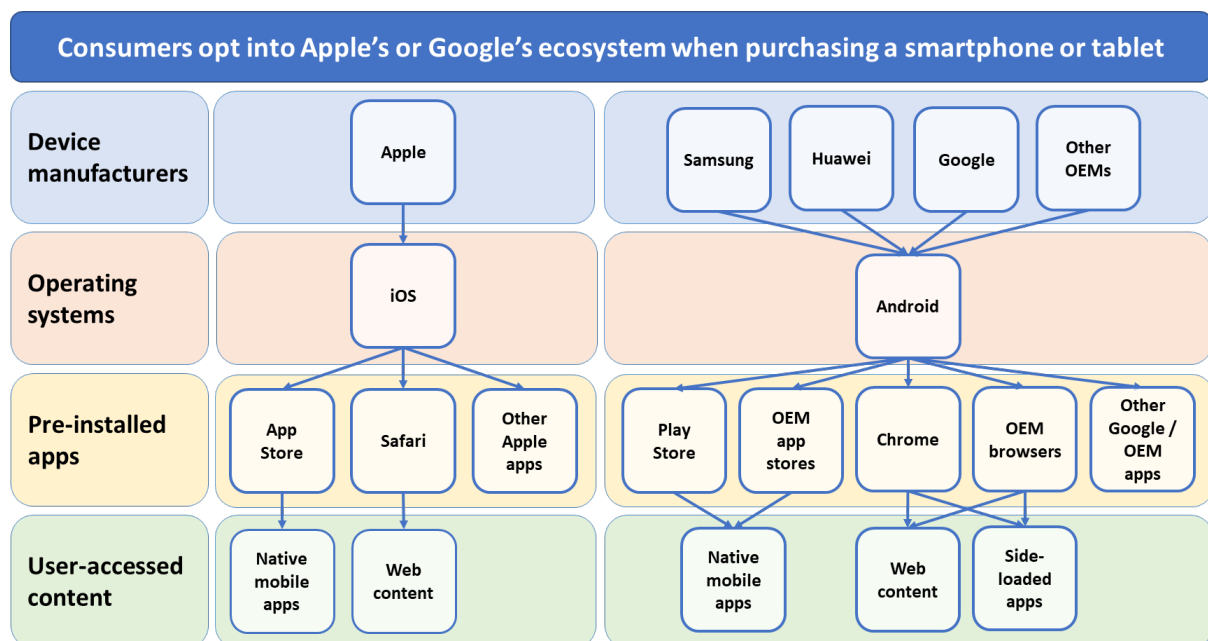 Consumers opt into Apple’s or Google’s ecosystem when purchasing a smartphone or tablet
Device
manufacturers
Apple
Samsung
Huawei
Google
Other
OEMs
Operating
systems
iOS
Android
Pre-installed
apps
App
Store
Safari
Other
Apple
apps
Play
Store
OEM
app
stores
Chrome
OEM
browsers
Other
Google /
OEM
apps
User-accessed
content
Native
mobile
apps
Web
content
Native
mobile
apps
Web
content
Side-
loaded
apps